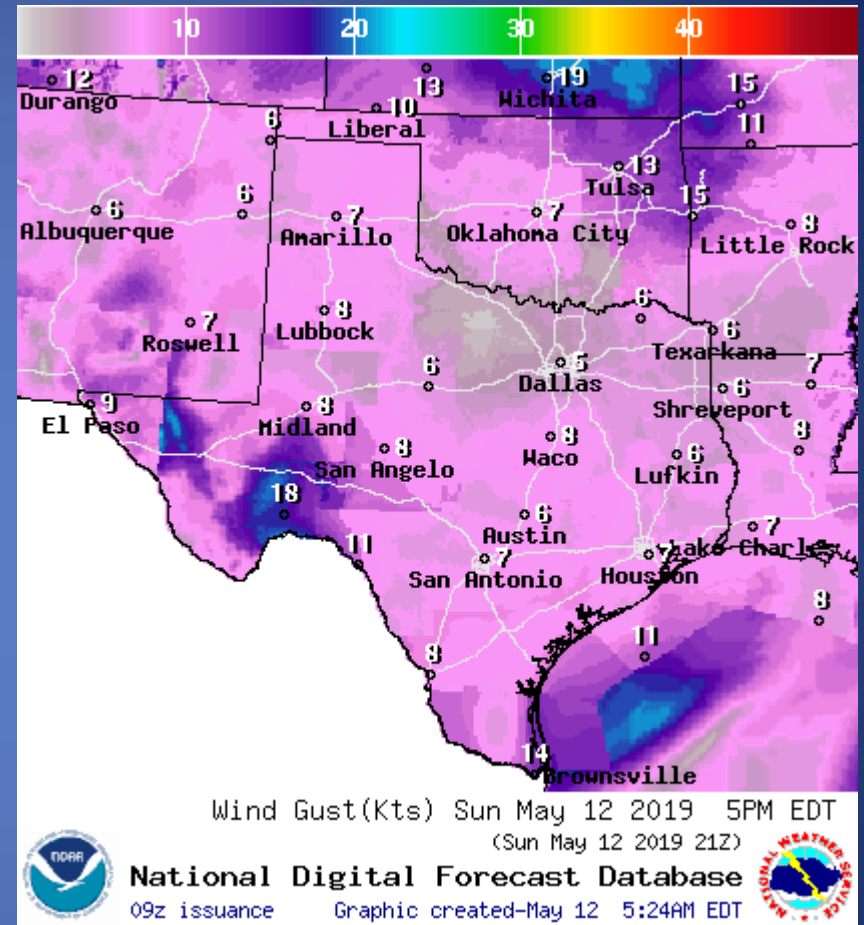 10 20 30 40
12 13 19 15
Durango Wichita
10
Liberal
6 11
13
Tulsa
6 6 7 7 15 8
Albuquerque Amarillo Oklahoma City Little Rock
7 8 6
Roswell Lubbock Texarkana 6
6 5 7
Dallas 6
Shreveport
9 8
El Paso Midland
8 8 6 8
San Angelo Waco Lufkin
18 6
Austin 7
11 7 7 Lake Charles
San Antonio Houston
8
11
8
14
Brownsville
Wind Gust(Kts) Sun May 12 2019 5PM EDT
(Sun May 12 2019 21Z)
National Digital Forecast Database
09z issuance Graphic created-May 12 5:24AM EDT
NOAA
NATIONAL WEATHER SERVICE